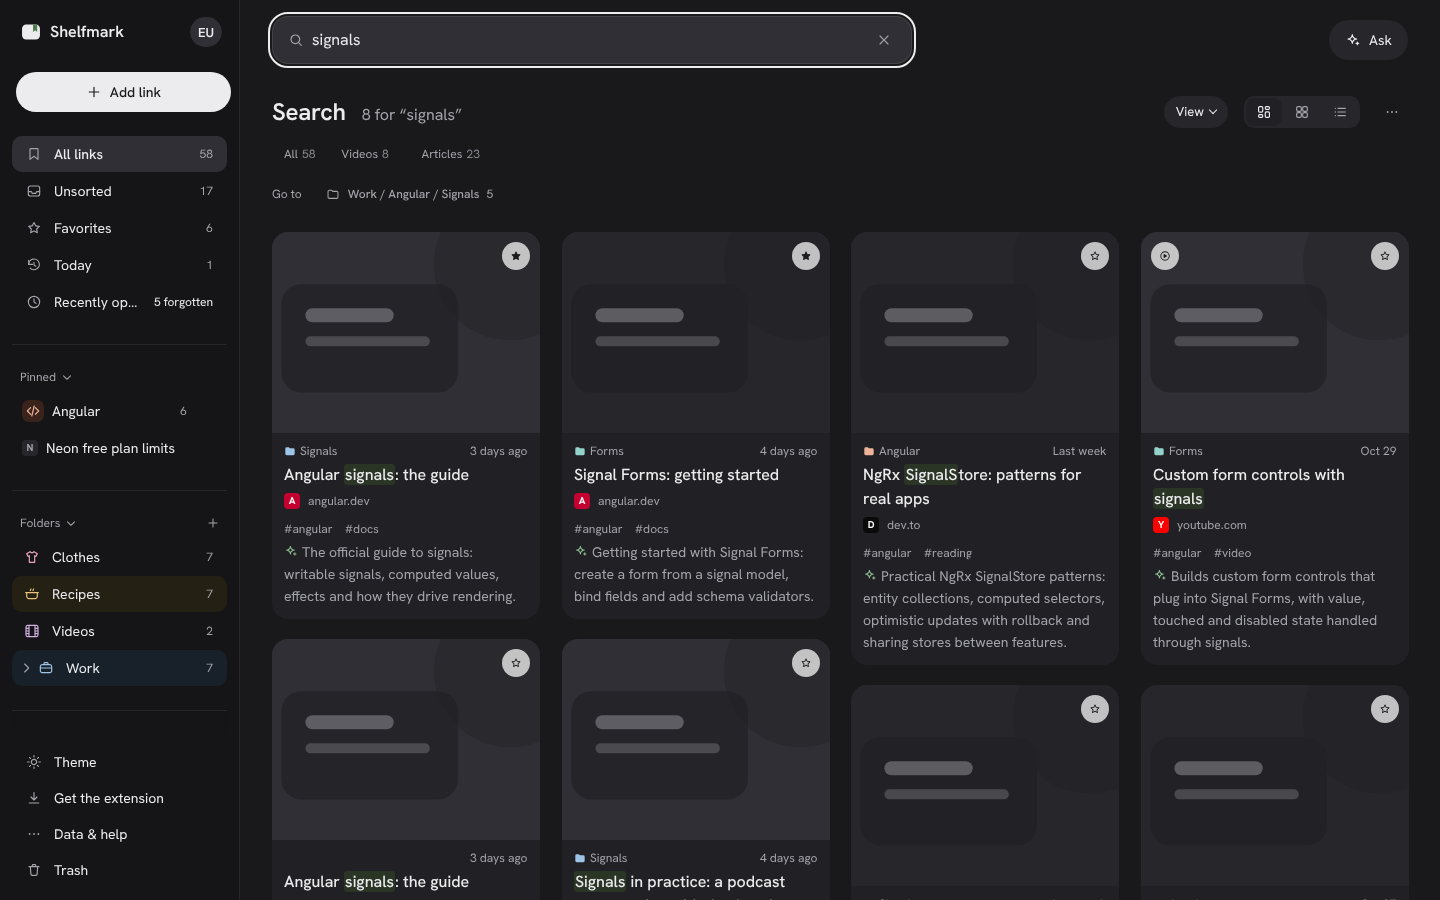 Shelfmark
EU
Add link
All links 58
Unsorted 17
Favorites 6
Today 1
Recently op... 5 forgotten
Pinned
Angular 6
N Neon free plan limits
Folders
Clothes 7
Recipes 7
Videos 2
Work 7
Theme
Get the extension
Data & help
Trash
signals
Ask
Search 8 for “signals”
View
All 58 Videos 8 Articles 23
Go to Work / Angular / Signals 5
Signals 3 days ago
Angular signals: the guide
A angular.dev
#angular #docs
The official guide to signals:
writable signals, computed values,
effects and how they drive rendering.
Forms 4 days ago
Signal Forms: getting started
A angular.dev
#angular #docs
Getting started with Signal Forms:
create a form from a signal model,
bind fields and add schema validators.
Angular Last week
NgRx SignalStore: patterns for
real apps
D dev.to
#angular #reading
Practical NgRx SignalStore patterns:
entity collections, computed selectors,
optimistic updates with rollback and
sharing stores between features.
Forms Oct 29
Custom form controls with
signals
Y youtube.com
#angular #video
Builds custom form controls that
plug into Signal Forms, with value,
touched and disabled state handled
through signals.
3 days ago
Angular signals: the guide
Signals 4 days ago
Signals in practice: a podcast